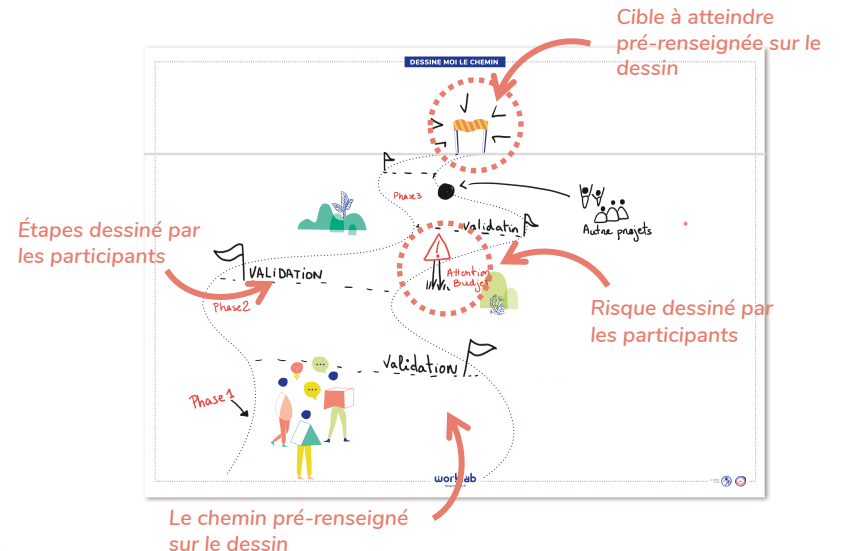 Cible à atteindre
pré-renseignée sur le
dessin
DESSINE MOI LE CHEMIN
Phase3
Autre projets
validatin
Étapes dessiné par
les participants
VALIDATION
Attention
Budjet
Phase2
Risque dessiné par
les participants
validation
Phase 1
worklab
Le chemin pré-renseigné
sur le dessin